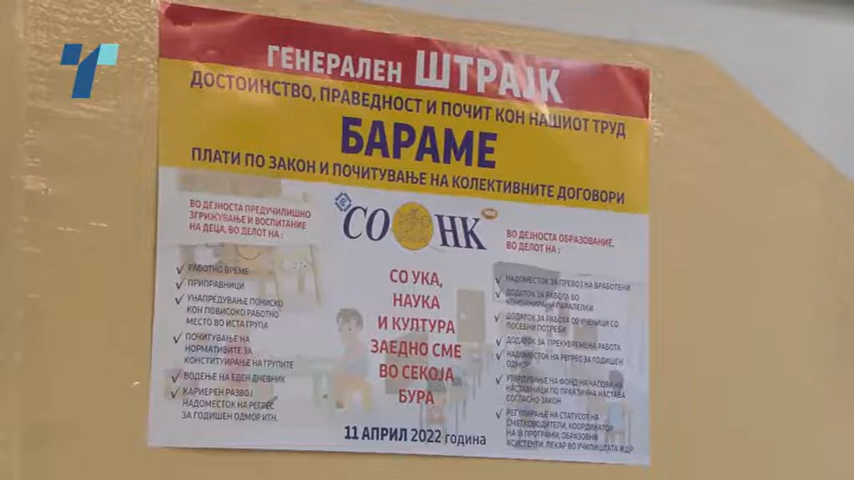 ГЕНЕРАЛЕН ШТРАЈК
ДОСТОИНСТВО, ПРАВЕДНОСТ И ПОЧИТ КОН НАШИОТ ТРУД
БАРАМЕ
ПЛАТИ ПО ЗАКОН И ПОЧИТУВАЊЕ НА КОЛЕКТИВНИТЕ ДОГОВОРИ
СО НК
ВО ДЕЈНОСТА ПРЕДУЧИЛИШНО
ЗГРИЖУВАЊЕ И ВОСПИТАНИЕ
НА ДЕЦА, ВО ДЕЛОТ НА:
✓ РАБОТНО ВРЕМЕ
✓ ПРИПРАВНИЦИ
✓ УНАПРЕДУВАЊЕ ПОНИСКО
КОН ПОВИСОКО РАБОТНО
МЕСТО ВО ИСТА ГРУПА
✓ ПОЧИТУВАЊЕ НА
НОРМАТИВИТЕ ЗА
КОНСТИТУИРАЊЕ НА ГРУПИТЕ
✓ ВОДЕЊЕ НА ЕДЕН ДНЕВНИК
✓ КАРИЕРЕН РАЗВОЈ
НАДОМЕСТОК НА РЕГРЕС
ЗА ГОДИШЕН ОДМОР ИТН.
СО УКА,
НАУКА
И КУЛТУРА
ЗАЕДНО СМЕ
ВО СЕКОЈА
БУРА
ВО ДЕЈНОСТА ОБРАЗОВАНИЕ,
ВО ДЕЛОТ НА:
✓ НАДОМЕСТОК ЗА ПРЕВОЗ НА ВРАБОТЕНИ
✓ ДОДАТОК ЗА РАБОТА ВО
КОМБИНИРАНИ ПАРАЛЕЛКИ
✓ ДОДАТОК ЗА РАБОТА СО УЧЕНИЦИ СО
ПОСЕБНИ ПОТРЕБИ
✓ ДОДАТОК ЗА ПРЕКУВРЕМЕНА РАБОТА
✓ НАДОМЕСТОК НА РЕГРЕС ЗА ГОДИШЕН
ОДМОР
✓ УТВРДУВАЊЕ НА ФОНД НА ЧАСОВИ НА
НАСТАВНИЦИ ПО ПРАКТИЧНА НАСТАВА
СОГЛАСНО ЗАКОН
✓ РЕГУЛИРАЊЕ НА СТАТУСОТ НА
СМЕТКОВОДИТЕЛИ, КООРДИНАТОР
НА IB ПРОГРАМИ, ОБРАЗОВНИ
АСИСТЕНТИ, ЛЕКАР ВО УЧИЛИШТАТА
11 АПРИЛ 2022 година